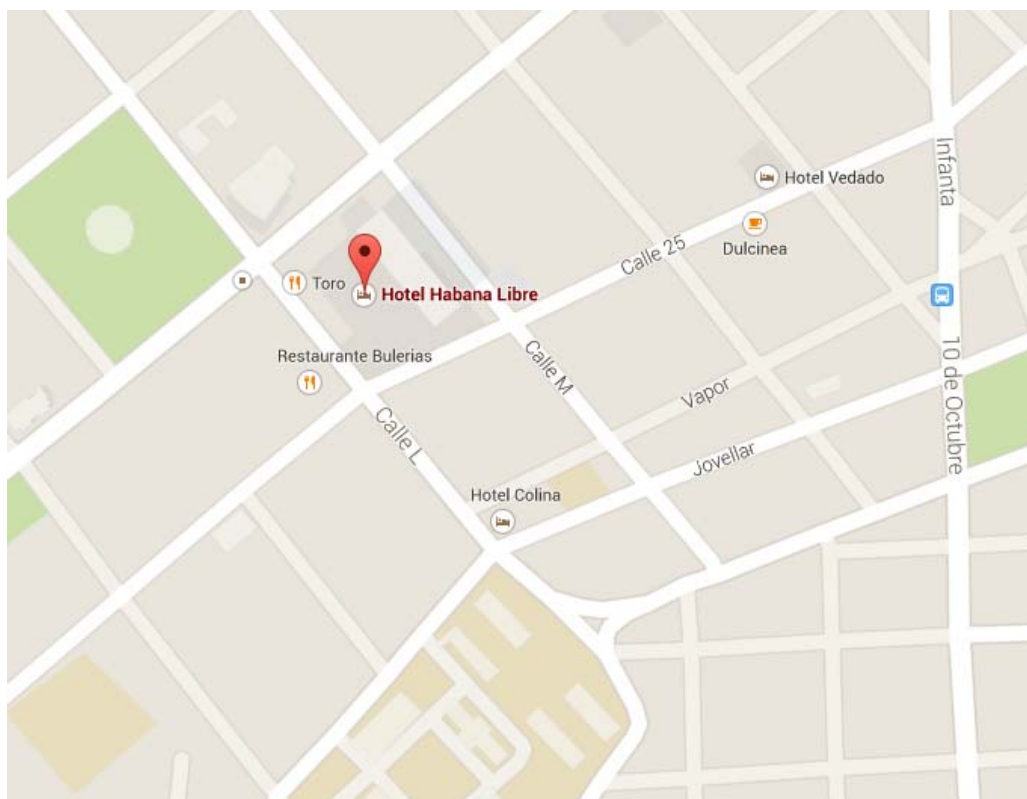 Infanta
Hotel Vedado
Dulcinea
Calle 25
Toro
Hotel Habana Libre
Restaurante Bulerias
Calle M
Vapor
10 de Octubre
Calle L
Jovellar
Hotel Colina